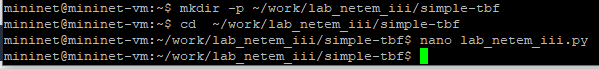 mininet@mininet-vm:~$ mkdir -p ~/work/lab_netem_iii/simple-tbf
mininet@mininet-vm:~$ cd  ~/work/lab_netem_iii/simple-tbf
mininet@mininet-vm:~/work/lab_netem_iii/simple-tbf$ nano lab_netem_iii.py
mininet@mininet-vm:~/work/lab_netem_iii/simple-tbf$